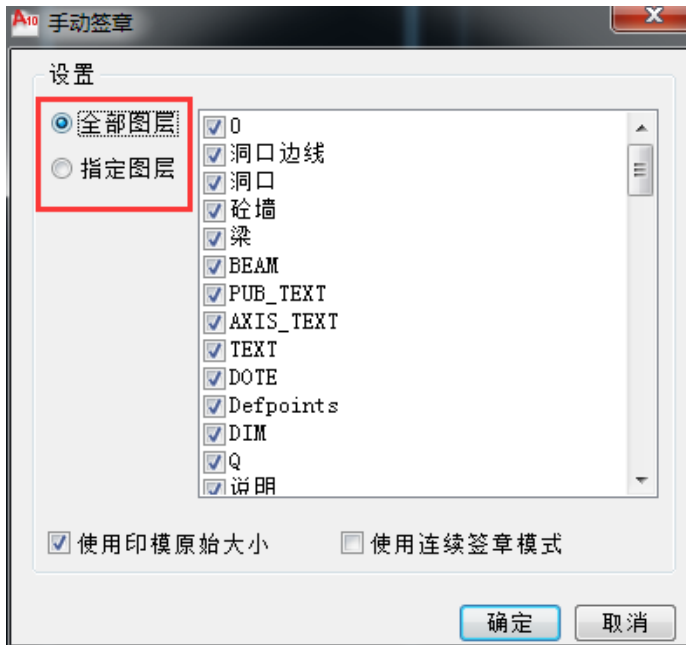 A10 手动签章
设置
全部图层
指定图层
0
洞口边线
洞口
砼墙
梁
BEAM
PUB_TEXT
AXIS_TEXT
TEXT
DOTE
Defpoints
DIM
Q
说明
使用印模原始大小 使用连续签章模式
确定 取消